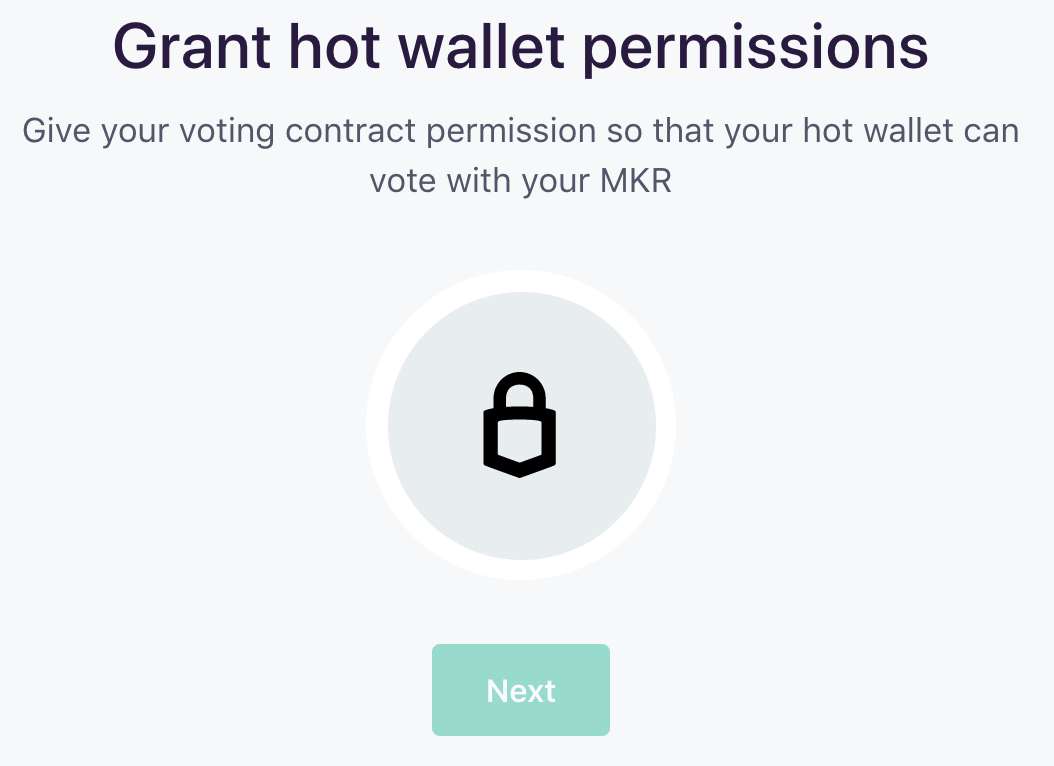 Grant hot wallet permissions
Give your voting contract permission so that your hot wallet can
vote with your MKR
Next